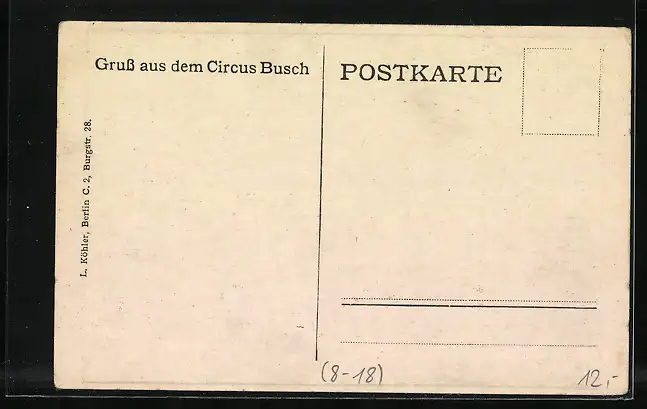 Gruß aus dem Circus Busch
POSTKARTE
L. Köhler, Berlin C. 2, Burgstr. 28.
(8-18)
12,-